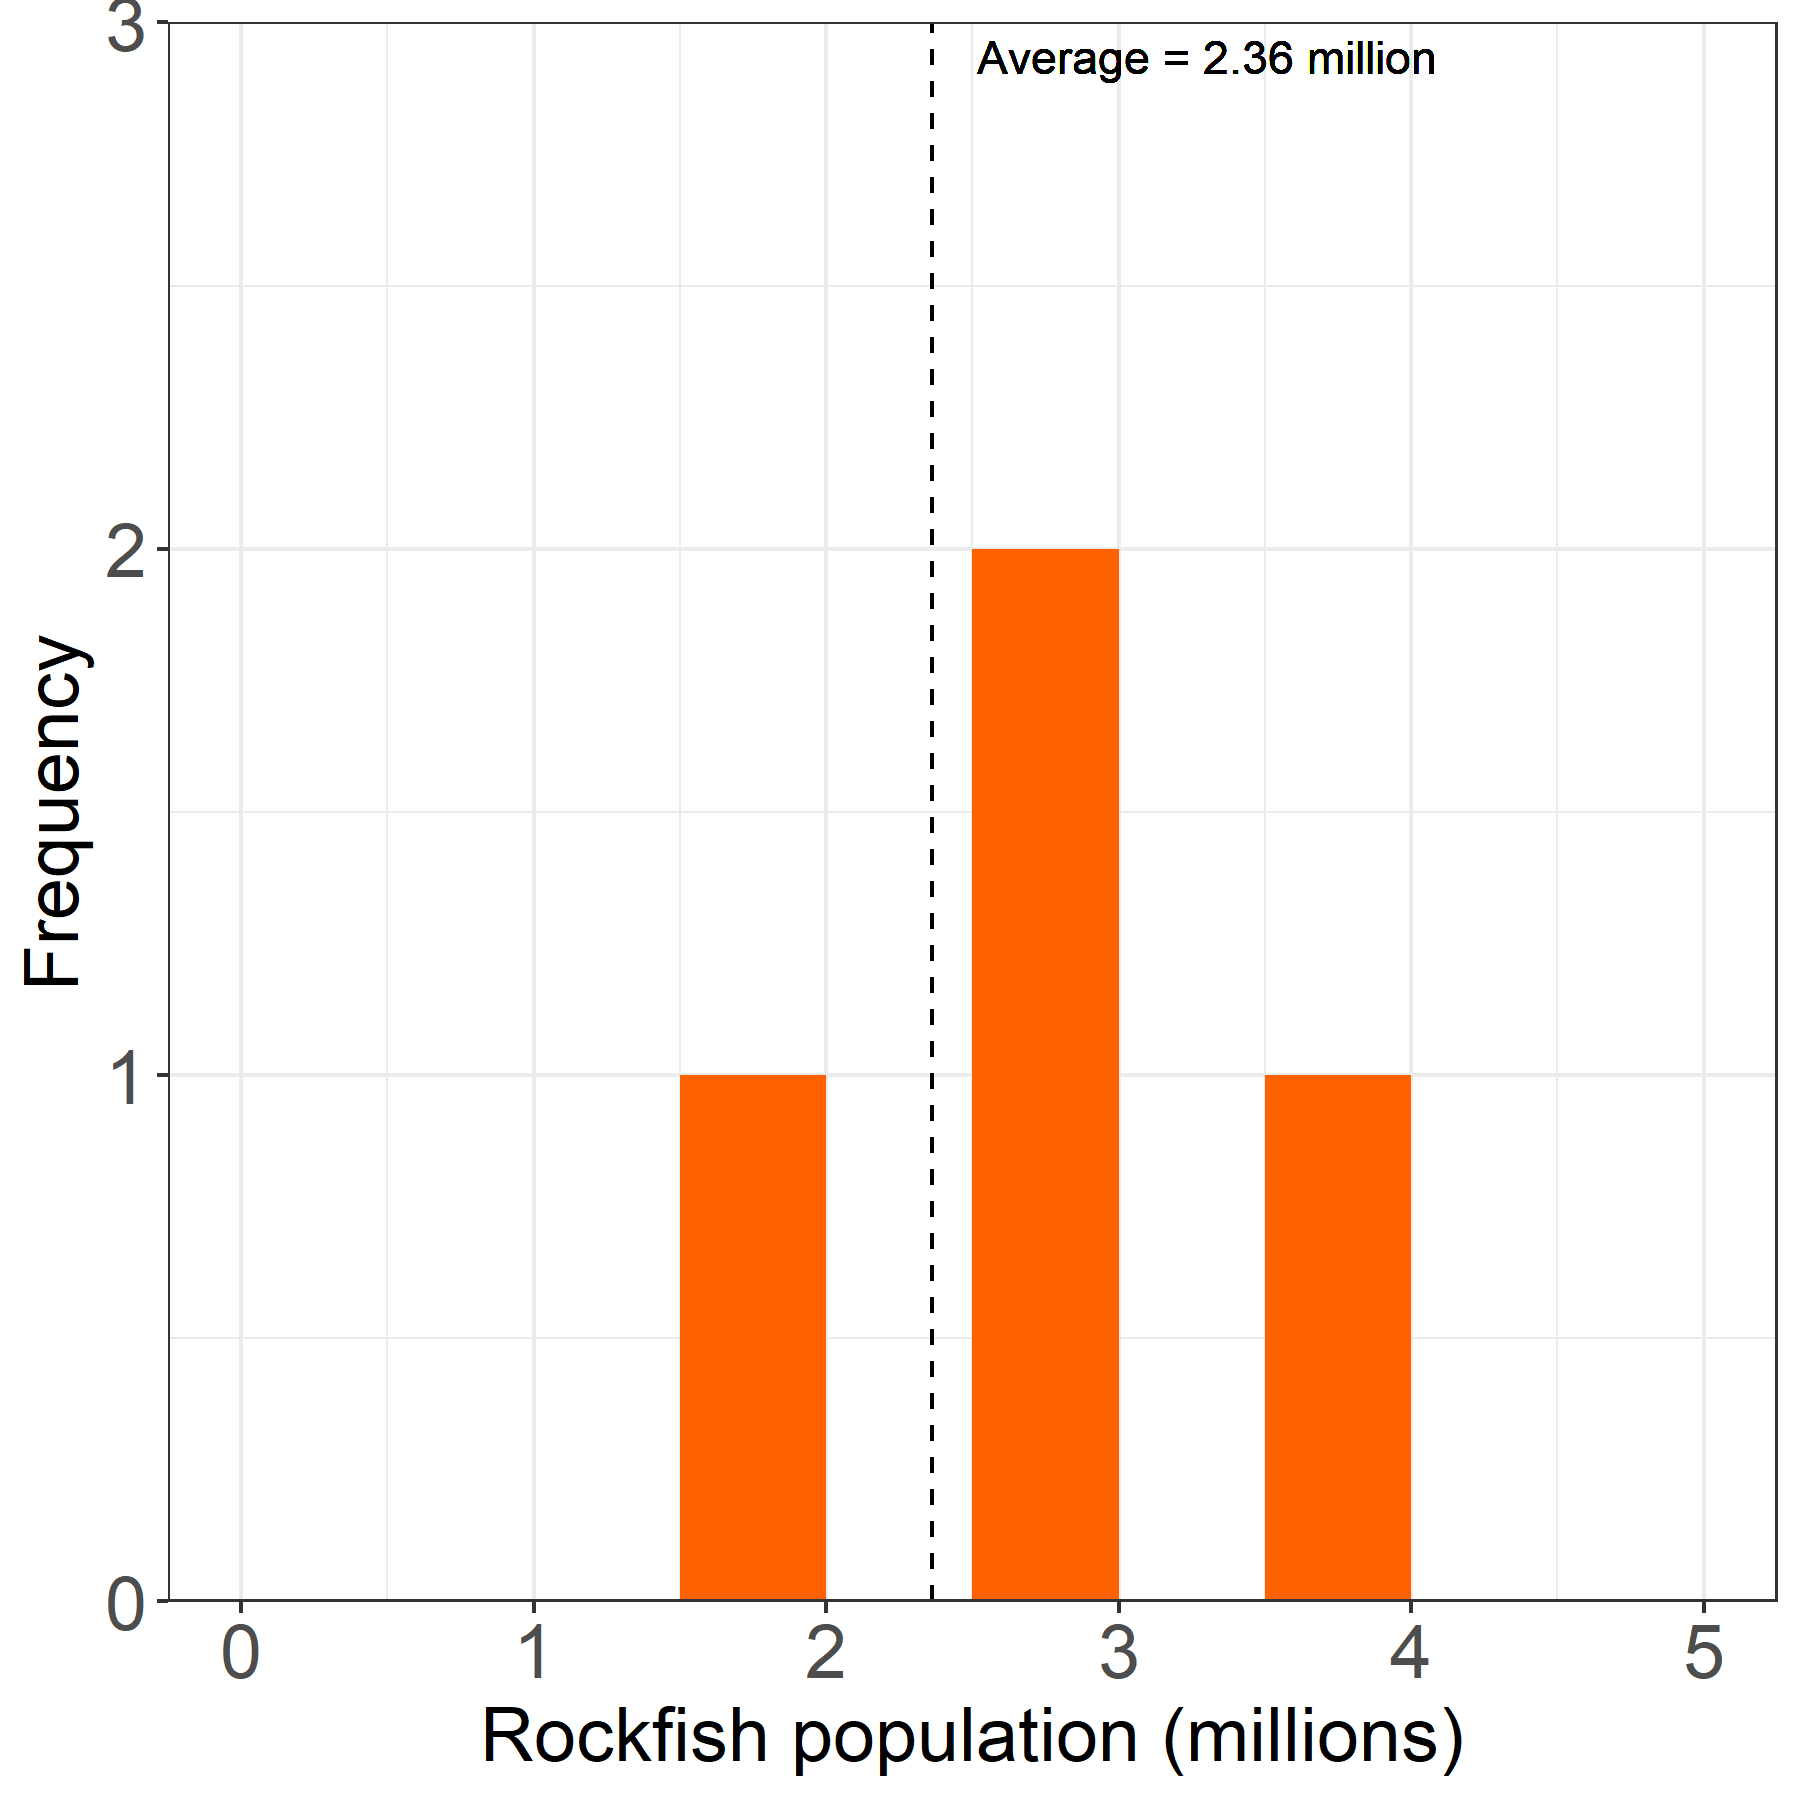 Average = 2.36 million
3
2
1
0
Frequency
0 1 2 3 4 5
Rockfish population (millions)